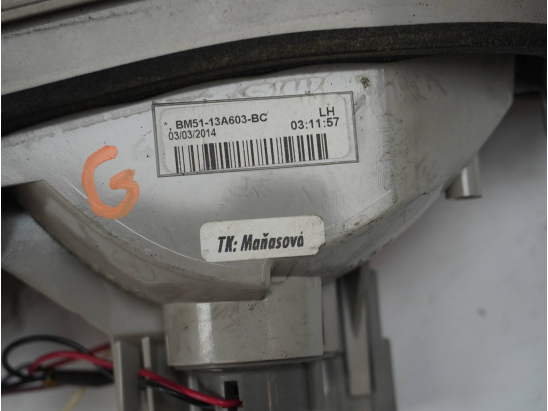 BM51-13A603-BC LH
03/03/2014 03:11:57
G
TK: Maňasová